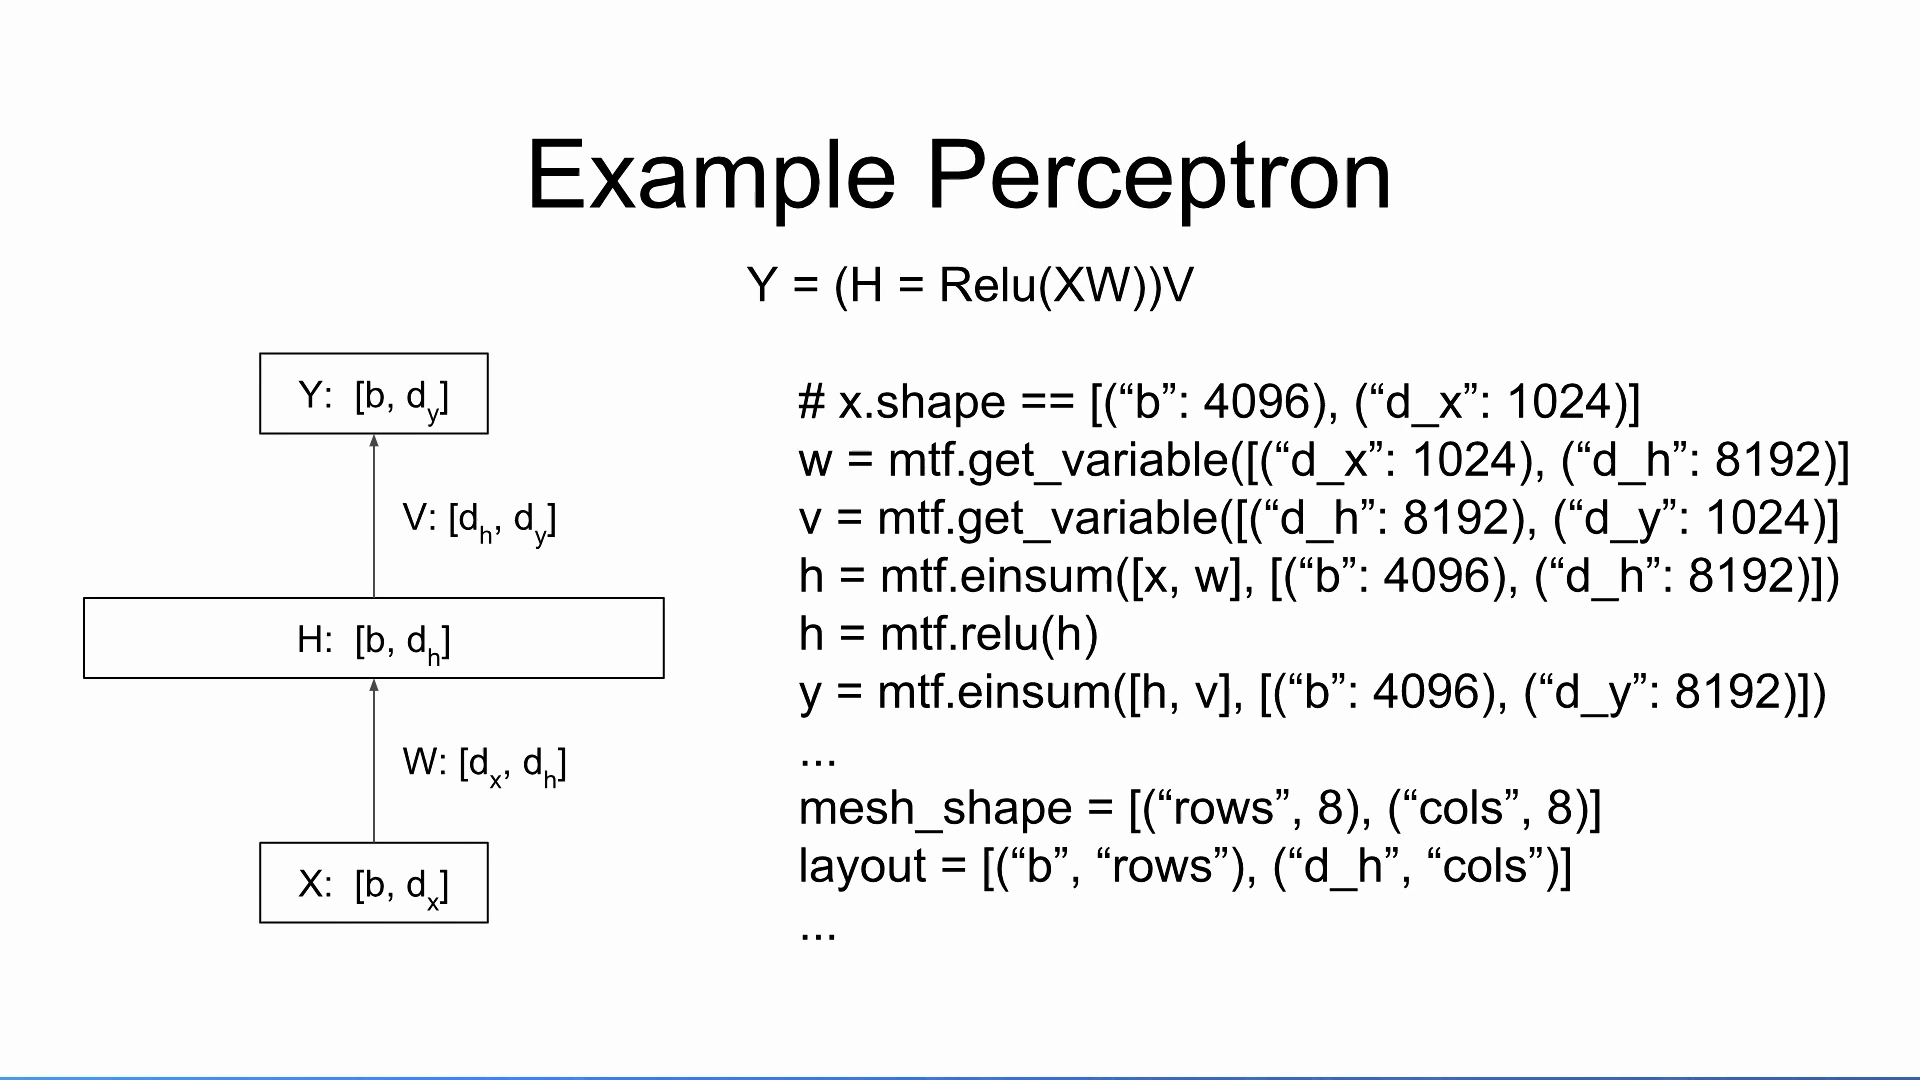 Example Perceptron
Y = (H = Relu(XW))V
Y: [b, d_y]
V: [d_h, d_y]
H: [b, d_h]
W: [d_x, d_h]
X: [b, d_x]
# x.shape == [(“b”: 4096), (“d_x”: 1024)]
w = mtf.get_variable([(“d_x”: 1024), (“d_h”: 8192)]
v = mtf.get_variable([(“d_h”: 8192), (“d_y”: 1024)]
h = mtf.einsum([x, w], [(“b”: 4096), (“d_h”: 8192)])
h = mtf.relu(h)
y = mtf.einsum([h, v], [(“b”: 4096), (“d_y”: 8192)])
...
mesh_shape = [(“rows”, 8), (“cols”, 8)]
layout = [(“b”, “rows”), (“d_h”, “cols”)]
...